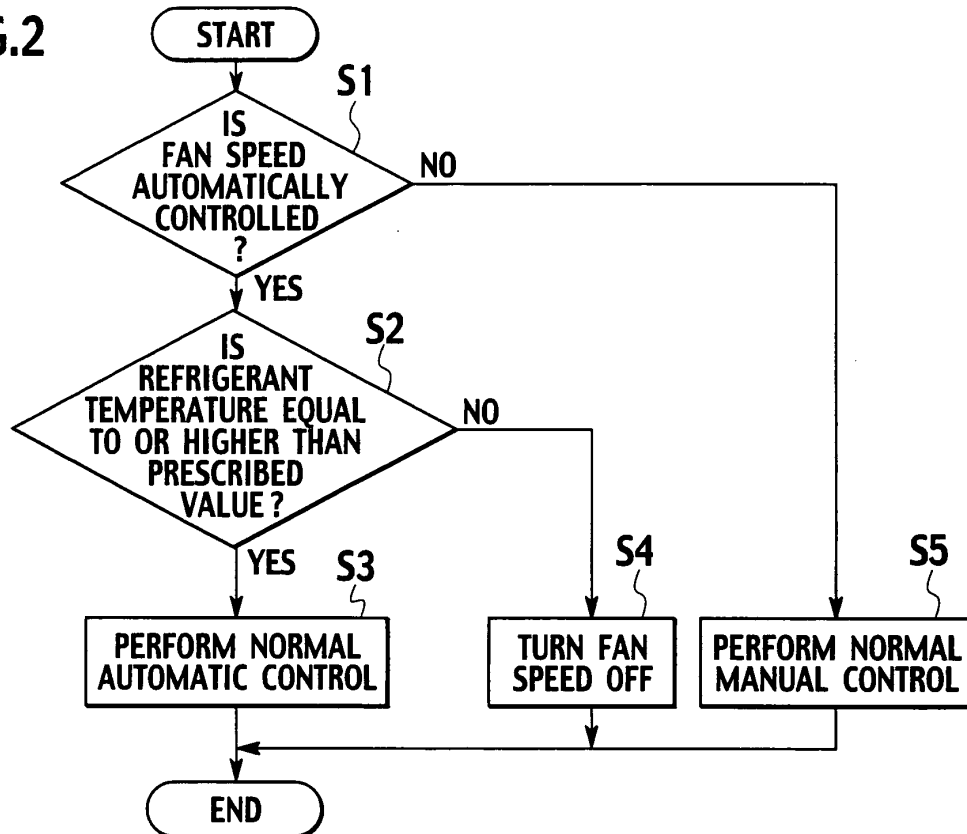 G.2
START
S1
IS
FAN SPEED
AUTOMATICALLY
CONTROLLED
?
NO
YES
S2
IS
REFRIGERANT
TEMPERATURE EQUAL
TO OR HIGHER THAN
PRESCRIBED
VALUE?
NO
YES
S3
PERFORM NORMAL
AUTOMATIC CONTROL
S4
TURN FAN
SPEED OFF
S5
PERFORM NORMAL
MANUAL CONTROL
END